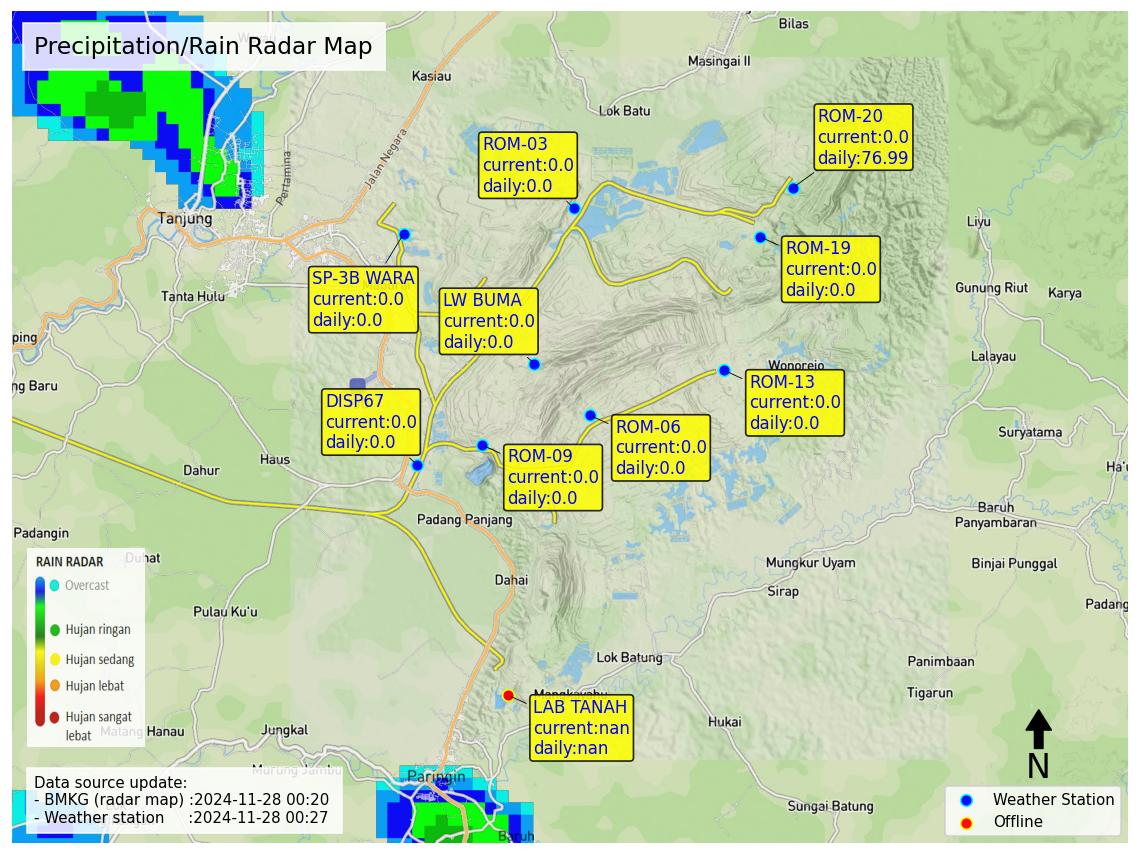 Precipitation/Rain Radar Map
Bilas
Masingai II
Kasiau
Lok Batu
Jalan Negara
Pertamina
Tanjung
Tanta Hulu
ROM-03
current:0.0
daily:0.0
ROM-20
current:0.0
daily:76.99
ROM-19
current:0.0
daily:0.0
SP-3B WARA
current:0.0
daily:0.0
LW BUMA
current:0.0
daily:0.0
Liyu
Gunung Riut
Karya
Lalayau
Wonorejo
ROM-13
current:0.0
daily:0.0
DISP67
current:0.0
daily:0.0
ROM-06
current:0.0
daily:0.0
ROM-09
current:0.0
daily:0.0
ping
ng Baru
Dahur
Haus
Suryatama
Ha'u
Padang Panjang
Baruh
Panyambaran
Padangin
Duhat
Dahai
Mungkur Uyam
Binjai Punggal
Sirap
Padang
Pulau Ku'u
RAIN RADAR
Overcast
Hujan ringan
Hujan sedang
Hujan lebat
Hujan sangat
lebat
Lok Batung
Panimbaan
Tigarun
Mangkayahu
LAB TANAH
current:nan
daily:nan
Hukai
Matang Hanau
Jungkal
Murung Jambu
Paringin
Baruh
Sungai Batung
N
Data source update:
- BMKG (radar map) :2024-11-28 00:20
- Weather station :2024-11-28 00:27
Weather Station
Offline